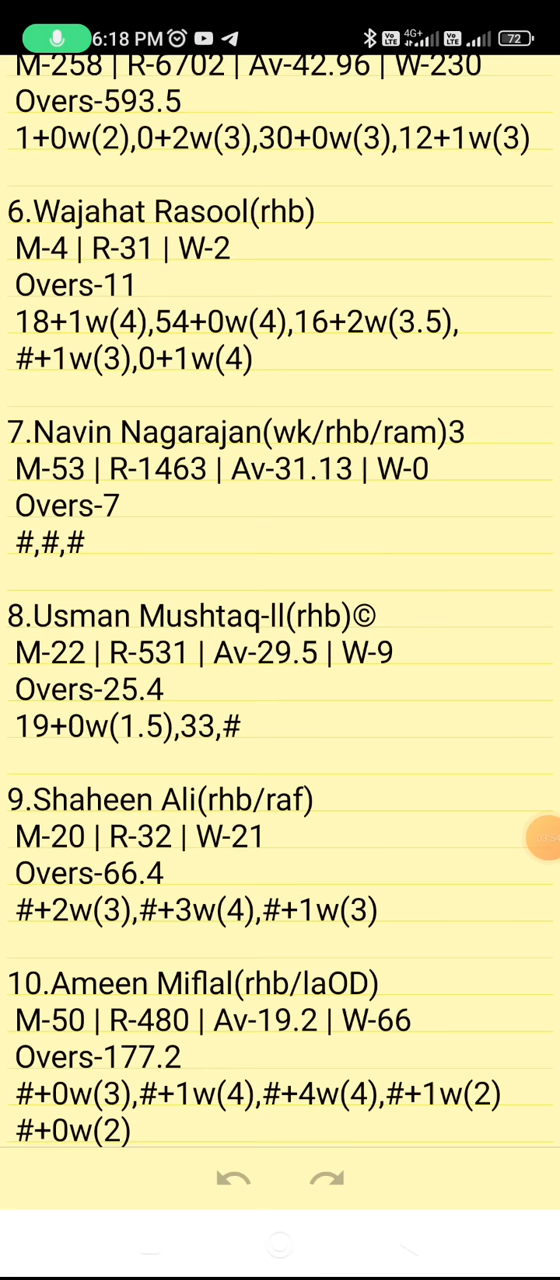 6:18 PM
4G+
Vo LTE
Vo LTE
72
M-258 | R-6702 | Av-42.96 | W-230
Overs-593.5
1+0w(2),0+2w(3),30+0w(3),12+1w(3)
6.Wajahat Rasool(rhb)
M-4 | R-31 | W-2
Overs-11
18+1w(4),54+0w(4),16+2w(3.5),
#+1w(3),0+1w(4)
7.Navin Nagarajan(wk/rhb/ram)3
M-53 | R-1463 | Av-31.13 | W-0
Overs-7
#,#,#
8.Usman Mushtaq-ll(rhb)©
M-22 | R-531 | Av-29.5 | W-9
Overs-25.4
19+0w(1.5),33,#
9.Shaheen Ali(rhb/raf)
M-20 | R-32 | W-21
Overs-66.4
#+2w(3),#+3w(4),#+1w(3)
10.Ameen Miflal(rhb/laOD)
M-50 | R-480 | Av-19.2 | W-66
Overs-177.2
#+0w(3),#+1w(4),#+4w(4),#+1w(2)
#+0w(2)